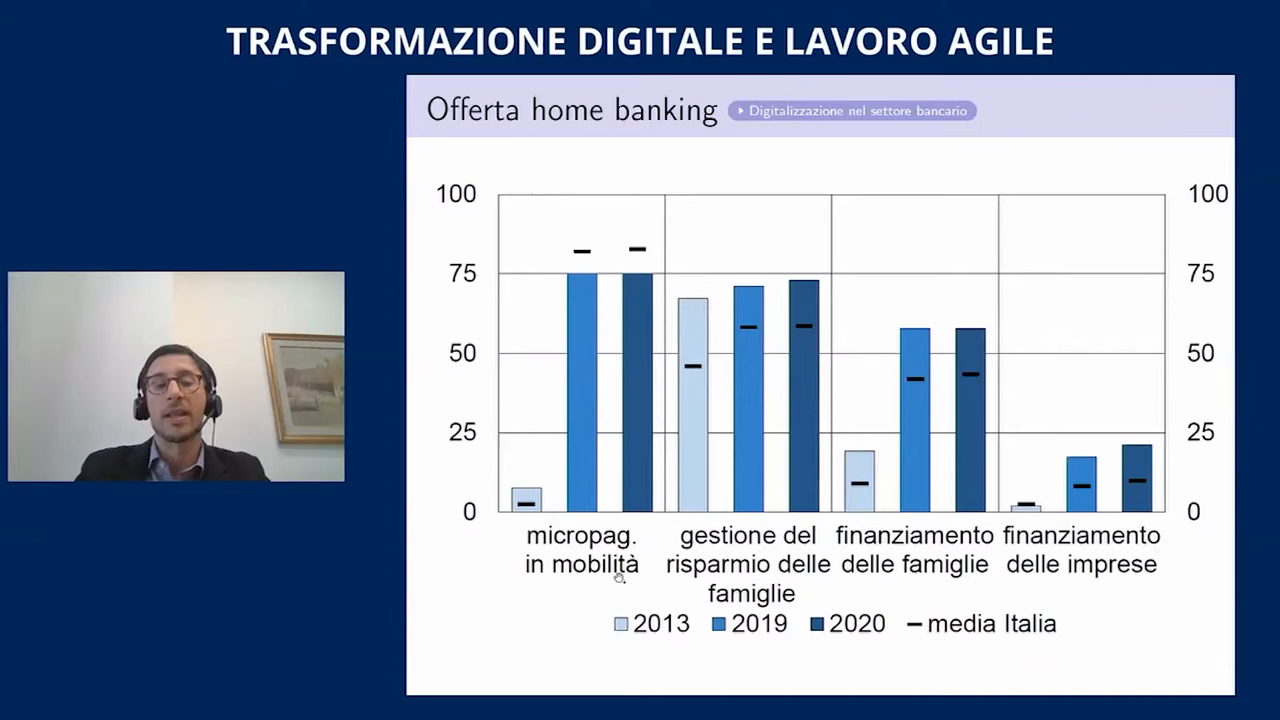 TRASFORMAZIONE DIGITALE E LAVORO AGILE
Offerta home banking
Digitalizzazione nel settore bancario
100 100
75 75
50 50
25 25
0 0
micropag. in mobilità
gestione del risparmio delle famiglie
finanziamento delle famiglie
finanziamento delle imprese
2013 2019 2020 media Italia